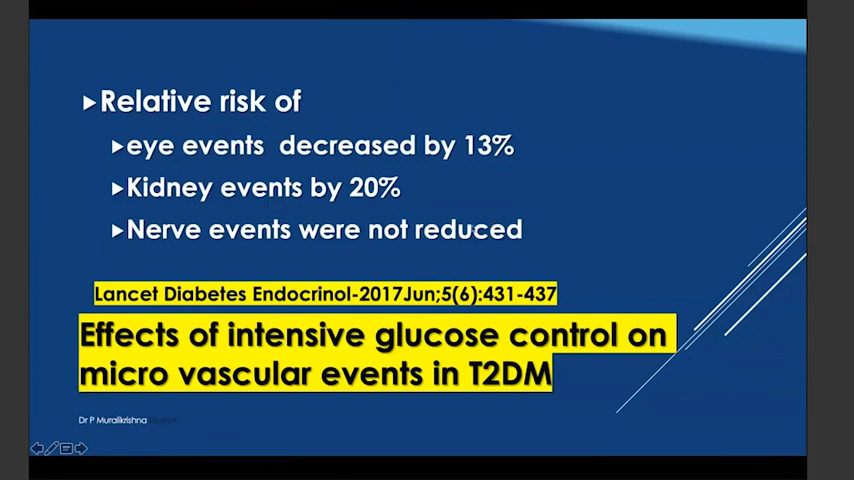 Relative risk of
eye events decreased by 13%
Kidney events by 20%
Nerve events were not reduced
Lancet Diabetes Endocrinol-2017Jun;5(6):431-437
Effects of intensive glucose control on
micro vascular events in T2DM
Dr P Muralikrishna